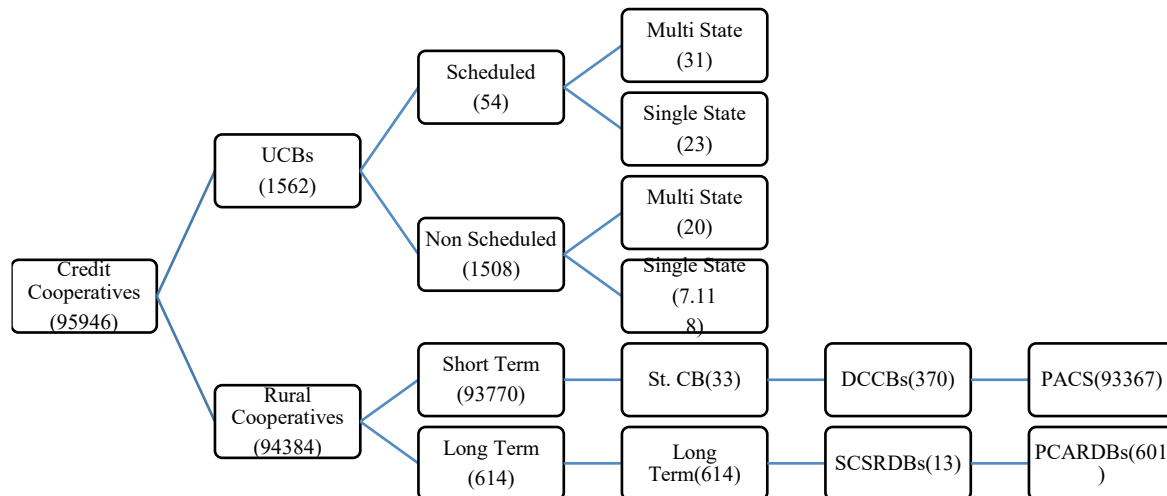 Credit
Cooperatives
(95946)
UCBs
(1562)
Scheduled
(54)
Multi State
(31)
Single State
(23)
Non Scheduled
(1508)
Multi State
(20)
Single State
(7.11
8)
Rural
Cooperatives
(94384)
Short Term
(93770)
St. CB(33)
DCCBs(370)
PACS(93367)
Long Term
(614)
Long
Term(614)
SCSRDBs(13)
PCARDBs(601
)